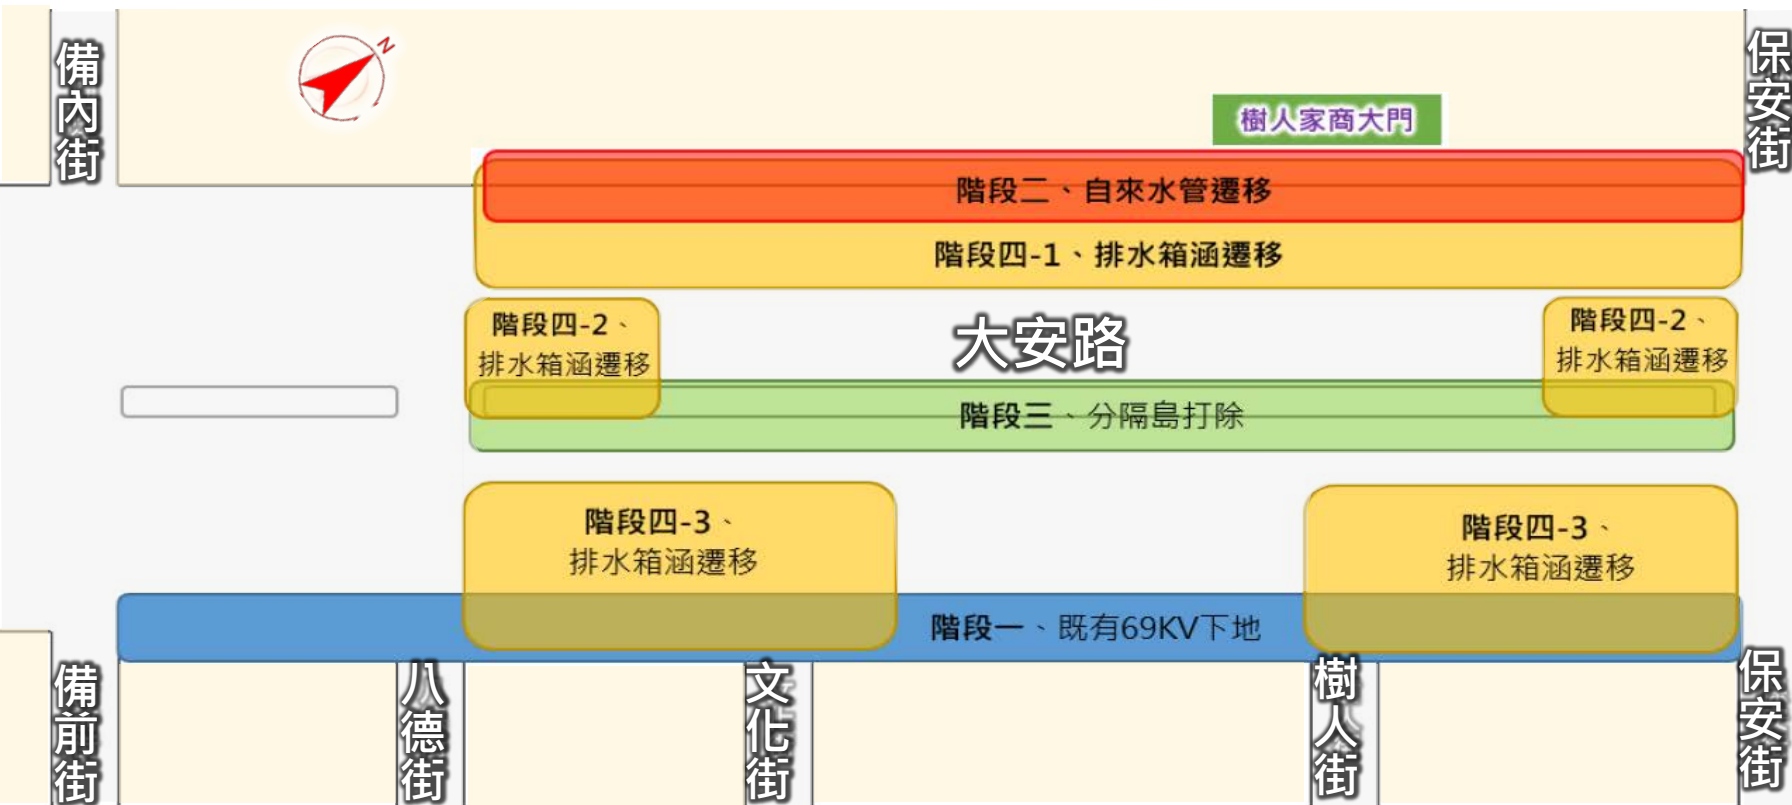 備內街
N
保安街
樹人家商大門
階段二、自來水管遷移
階段四-1、排水箱涵遷移
階段四-2、
排水箱涵遷移
大安路
階段四-2、
排水箱涵遷移
階段三、分隔島打除
階段四-3、
排水箱涵遷移
階段四-3、
排水箱涵遷移
階段一、既有69KV下地
備前街
八德街
文化街
樹人街
保安街